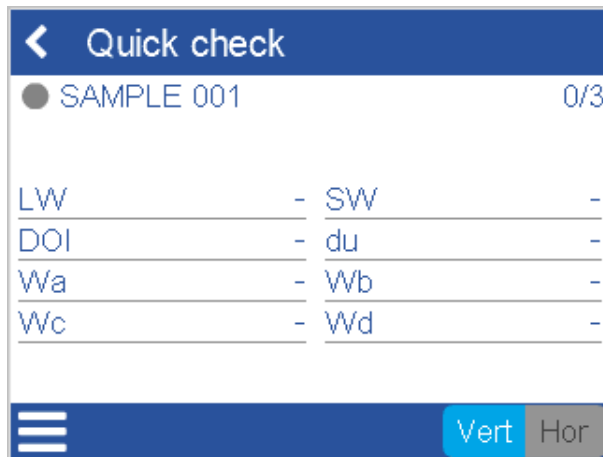 Quick check
SAMPLE 001 0/3
LW - SW -
DOI - du -
Wa - Wb -
Wc - Wd -
Vert Hor